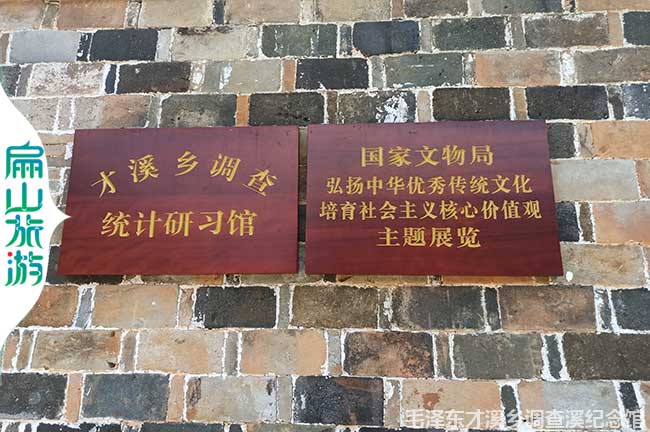 扁山旅游
才溪乡调查
统计研习馆
国家文物局
弘扬中华优秀传统文化
培育社会主义核心价值观
主题展览
毛泽东才溪乡调查溪纪念馆